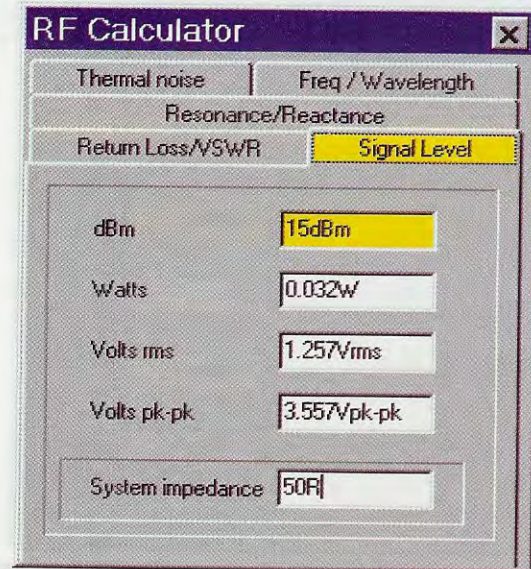 RF Calculator
Thermal noise
Freq / Wavelength
Resonance/Reactance
Return Loss/VSWR
Signal Level
dBm 15dBm
Watts 0.032W
Volts rms 1.257Vrms
Volts pk-pk 3.557Vpk-pk
System impedance 50R